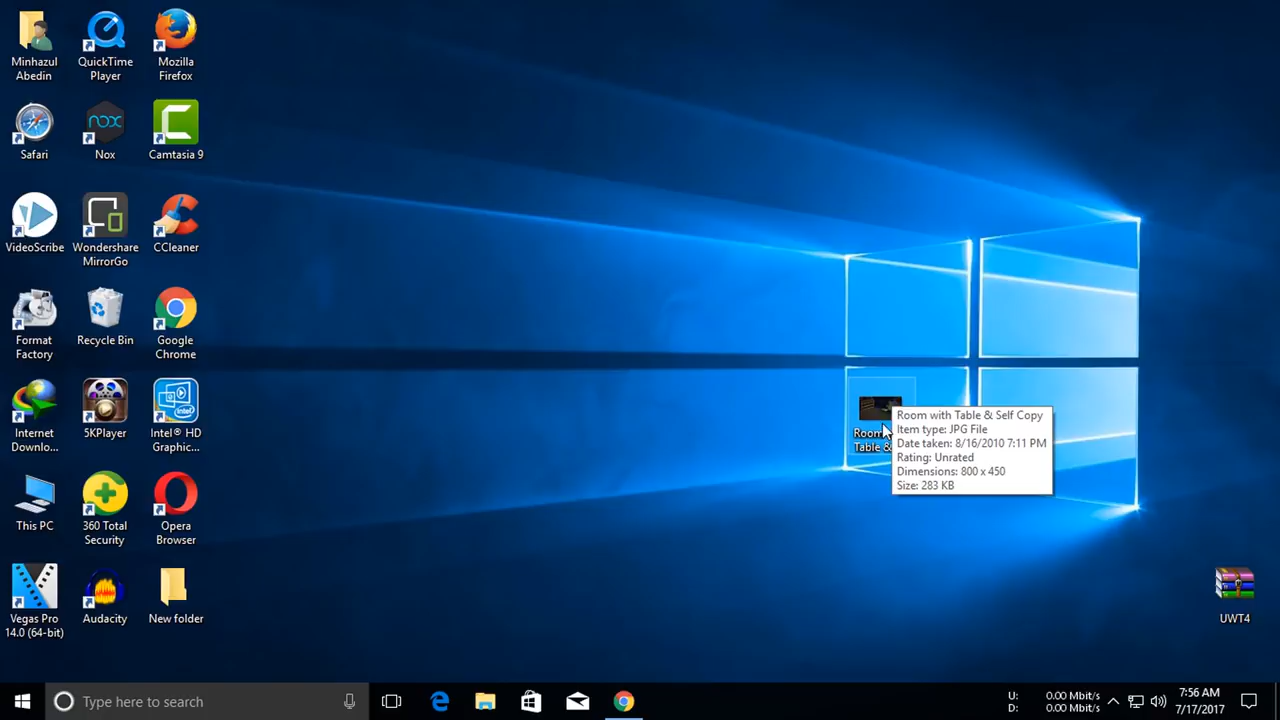 Minhazul
Abedin
QuickTime
Player
Mozilla
Firefox
Safari
nox
Nox
Camtasia 9
VideoScribe
Wondershare
MirrorGo
CCleaner
Format
Factory
Recycle Bin
Google
Chrome
Internet
Downlo...
5KPlayer
intel
Intel® HD
Graphic...
This PC
360 Total
Security
Opera
Browser
Vegas Pro
14.0 (64-bit)
Audacity
New folder
Room
Table &
Room with Table & Self Copy
Item type: JPG File
Date taken: 8/16/2010 7:11 PM
Rating: Unrated
Dimensions: 800 x 450
Size: 283 KB
UWT4
Type here to search
U: 0.00 Mbit/s
D: 0.00 Mbit/s
7:56 AM
7/17/2017